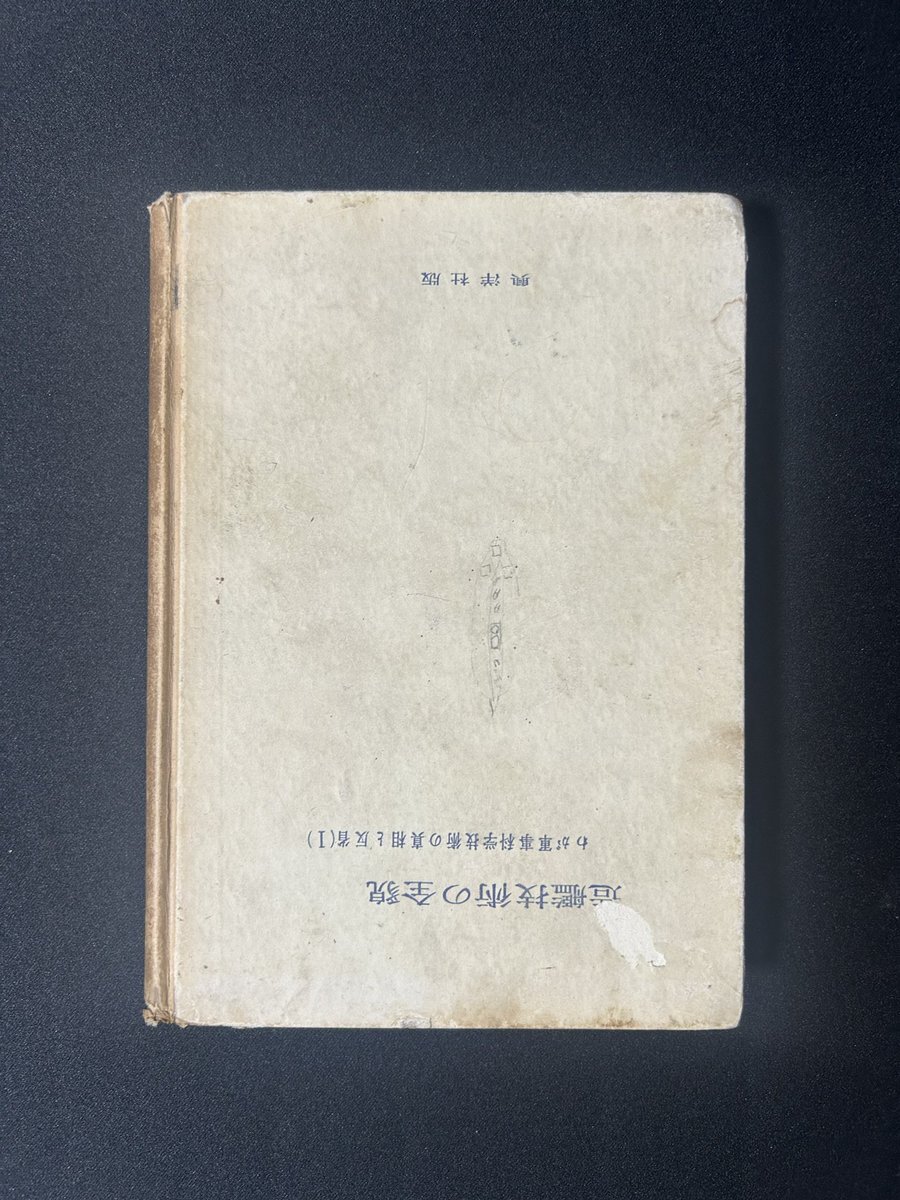 造艦技術の全貌
わが軍事科学技術の真相と反省(I)
興洋社版